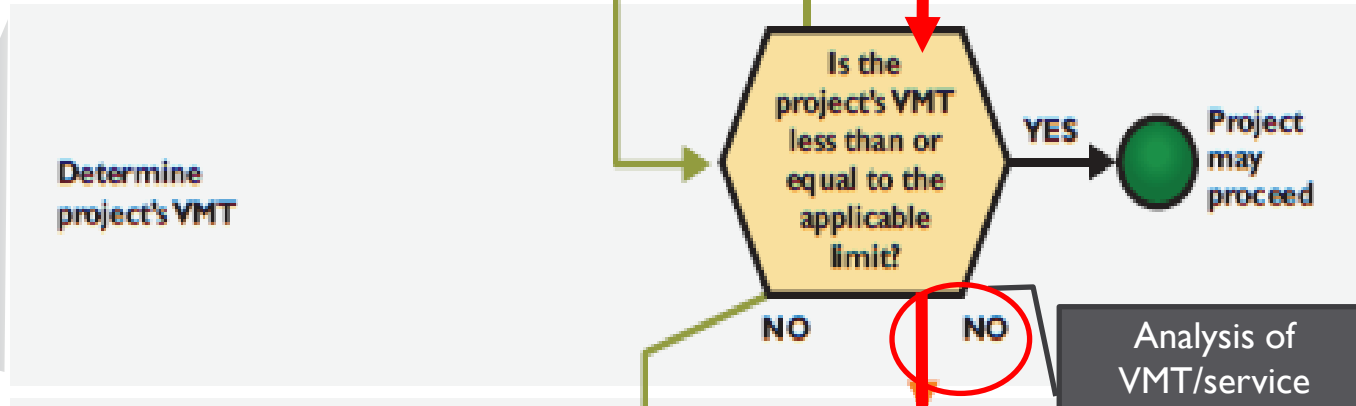 Determine
project's VMT
Is the
project's VMT
less than or
equal to the
applicable
limit?
YES
Project
may
proceed
NO
NO
Analysis of
VMT/service